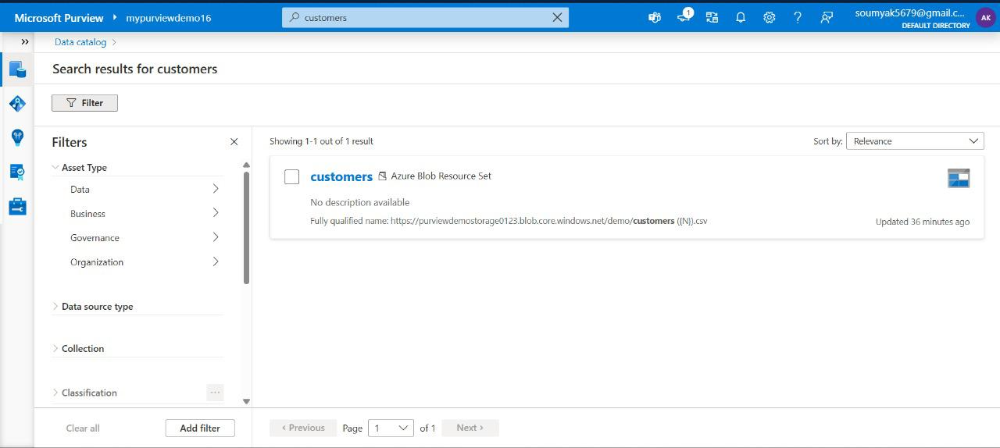 Microsoft Purview
mypurviewdemo16
customers
1
soumyak5679@gmail.c...
DEFAULT DIRECTORY
AK
Data catalog
Search results for customers
Filter
Filters
Asset Type
Data
Business
Governance
Organization
Data source type
Collection
Classification
...
Clear all
Add filter
Showing 1-1 out of 1 result
Sort by: Relevance
customers Azure Blob Resource Set
No description available
Fully qualified name: https://purviewdemostorage0123.blob.core.windows.net/demo/customers ({N}).csv
Updated 36 minutes ago
‹ Previous Page 1 of 1 Next ›